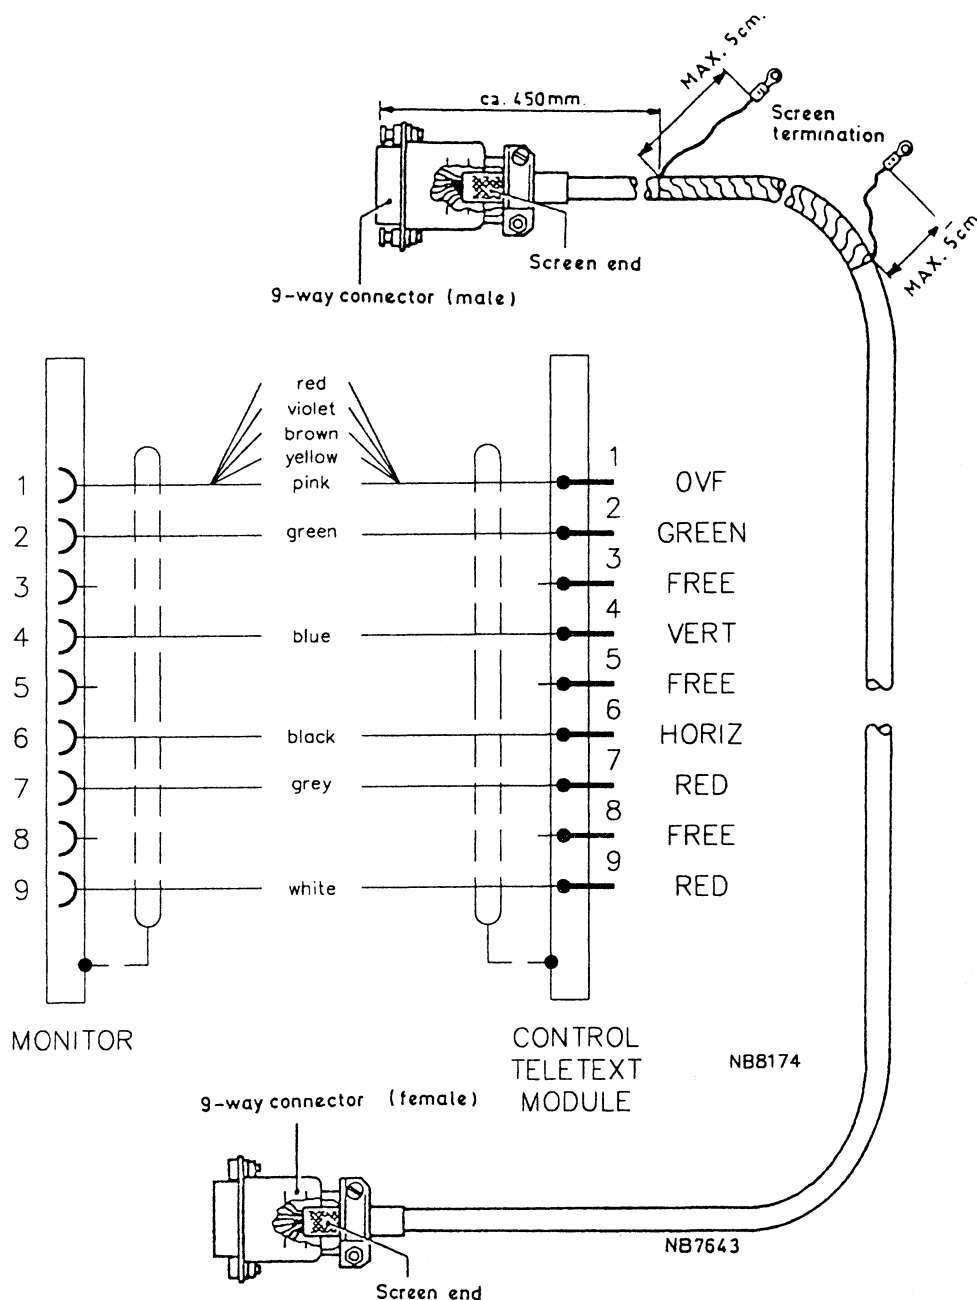 MAX. 5cm.
ca. 450mm.
Screen
termination
MAX. 5cm
Screen end
9-way connector (male)
red
violet
brown
yellow
1 pink 1 OVF
2 green 2 GREEN
3 3 FREE
4 blue 4 VERT
5 5 FREE
6 black 6 HORIZ
7 grey 7 RED
8 8 FREE
9 white 9 RED
MONITOR
CONTROL
TELETEXT
MODULE
NB8174
9-way connector (female)
NB7643
Screen end